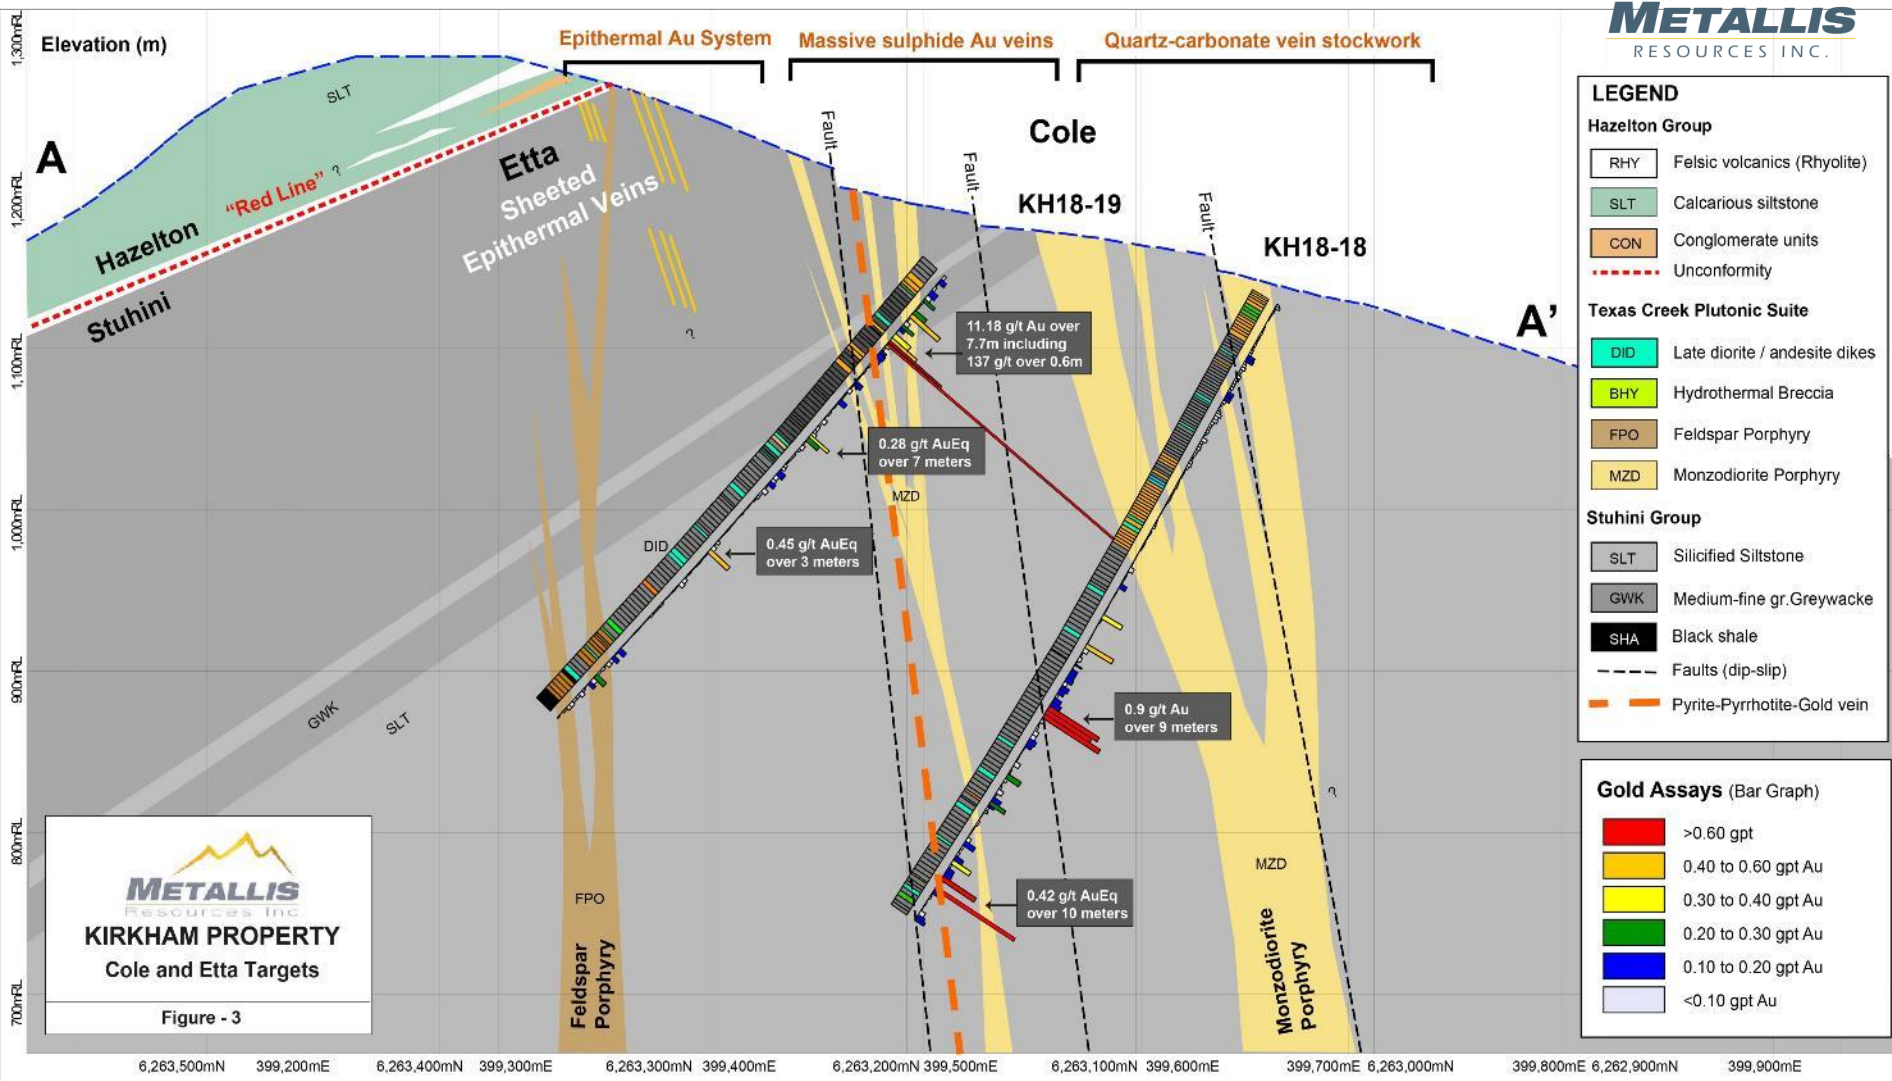 Elevation (m)
Epithermal Au System
Massive sulphide Au veins
Quartz-carbonate vein stockwork
METALLIS
RESOURCES INC.
1,300mRL
1,200mRL
1,100mRL
1,000mRL
900mRL
800mRL
700mRL
A
A'
SLT
?
"Red Line"
Hazelton
Stuhini
Etta
Sheeted
Epithermal Veins
?
Fault
Fault
Fault
Cole
KH18-19
KH18-18
11.18 g/t Au over
7.7m including
137 g/t over 0.6m
0.28 g/t AuEq
over 7 meters
MZD
DID
0.45 g/t AuEq
over 3 meters
GWK
SLT
0.9 g/t Au
over 9 meters
?
0.42 g/t AuEq
over 10 meters
MZD
FPO
Feldspar
Porphyry
Monzodiorite
Porphyry
LEGEND
Hazelton Group
RHY Felsic volcanics (Rhyolite)
SLT Calcarious siltstone
CON Conglomerate units
Unconformity
Texas Creek Plutonic Suite
DID Late diorite / andesite dikes
BHY Hydrothermal Breccia
FPO Feldspar Porphyry
MZD Monzodiorite Porphyry
Stuhini Group
SLT Silicified Siltstone
GWK Medium-fine gr.Greywacke
SHA Black shale
Faults (dip-slip)
Pyrite-Pyrrhotite-Gold vein
Gold Assays (Bar Graph)
>0.60 gpt
0.40 to 0.60 gpt Au
0.30 to 0.40 gpt Au
0.20 to 0.30 gpt Au
0.10 to 0.20 gpt Au
<0.10 gpt Au
METALLIS
Resources Inc
KIRKHAM PROPERTY
Cole and Etta Targets
Figure - 3
6,263,500mN 399,200mE 6,263,400mN 399,300mE 6,263,300mN 399,400mE 6,263,200mN 399,500mE 6,263,100mN 399,600mE 399,700mE 6,263,000mN 399,800mE 6,262,900mN 399,900mE